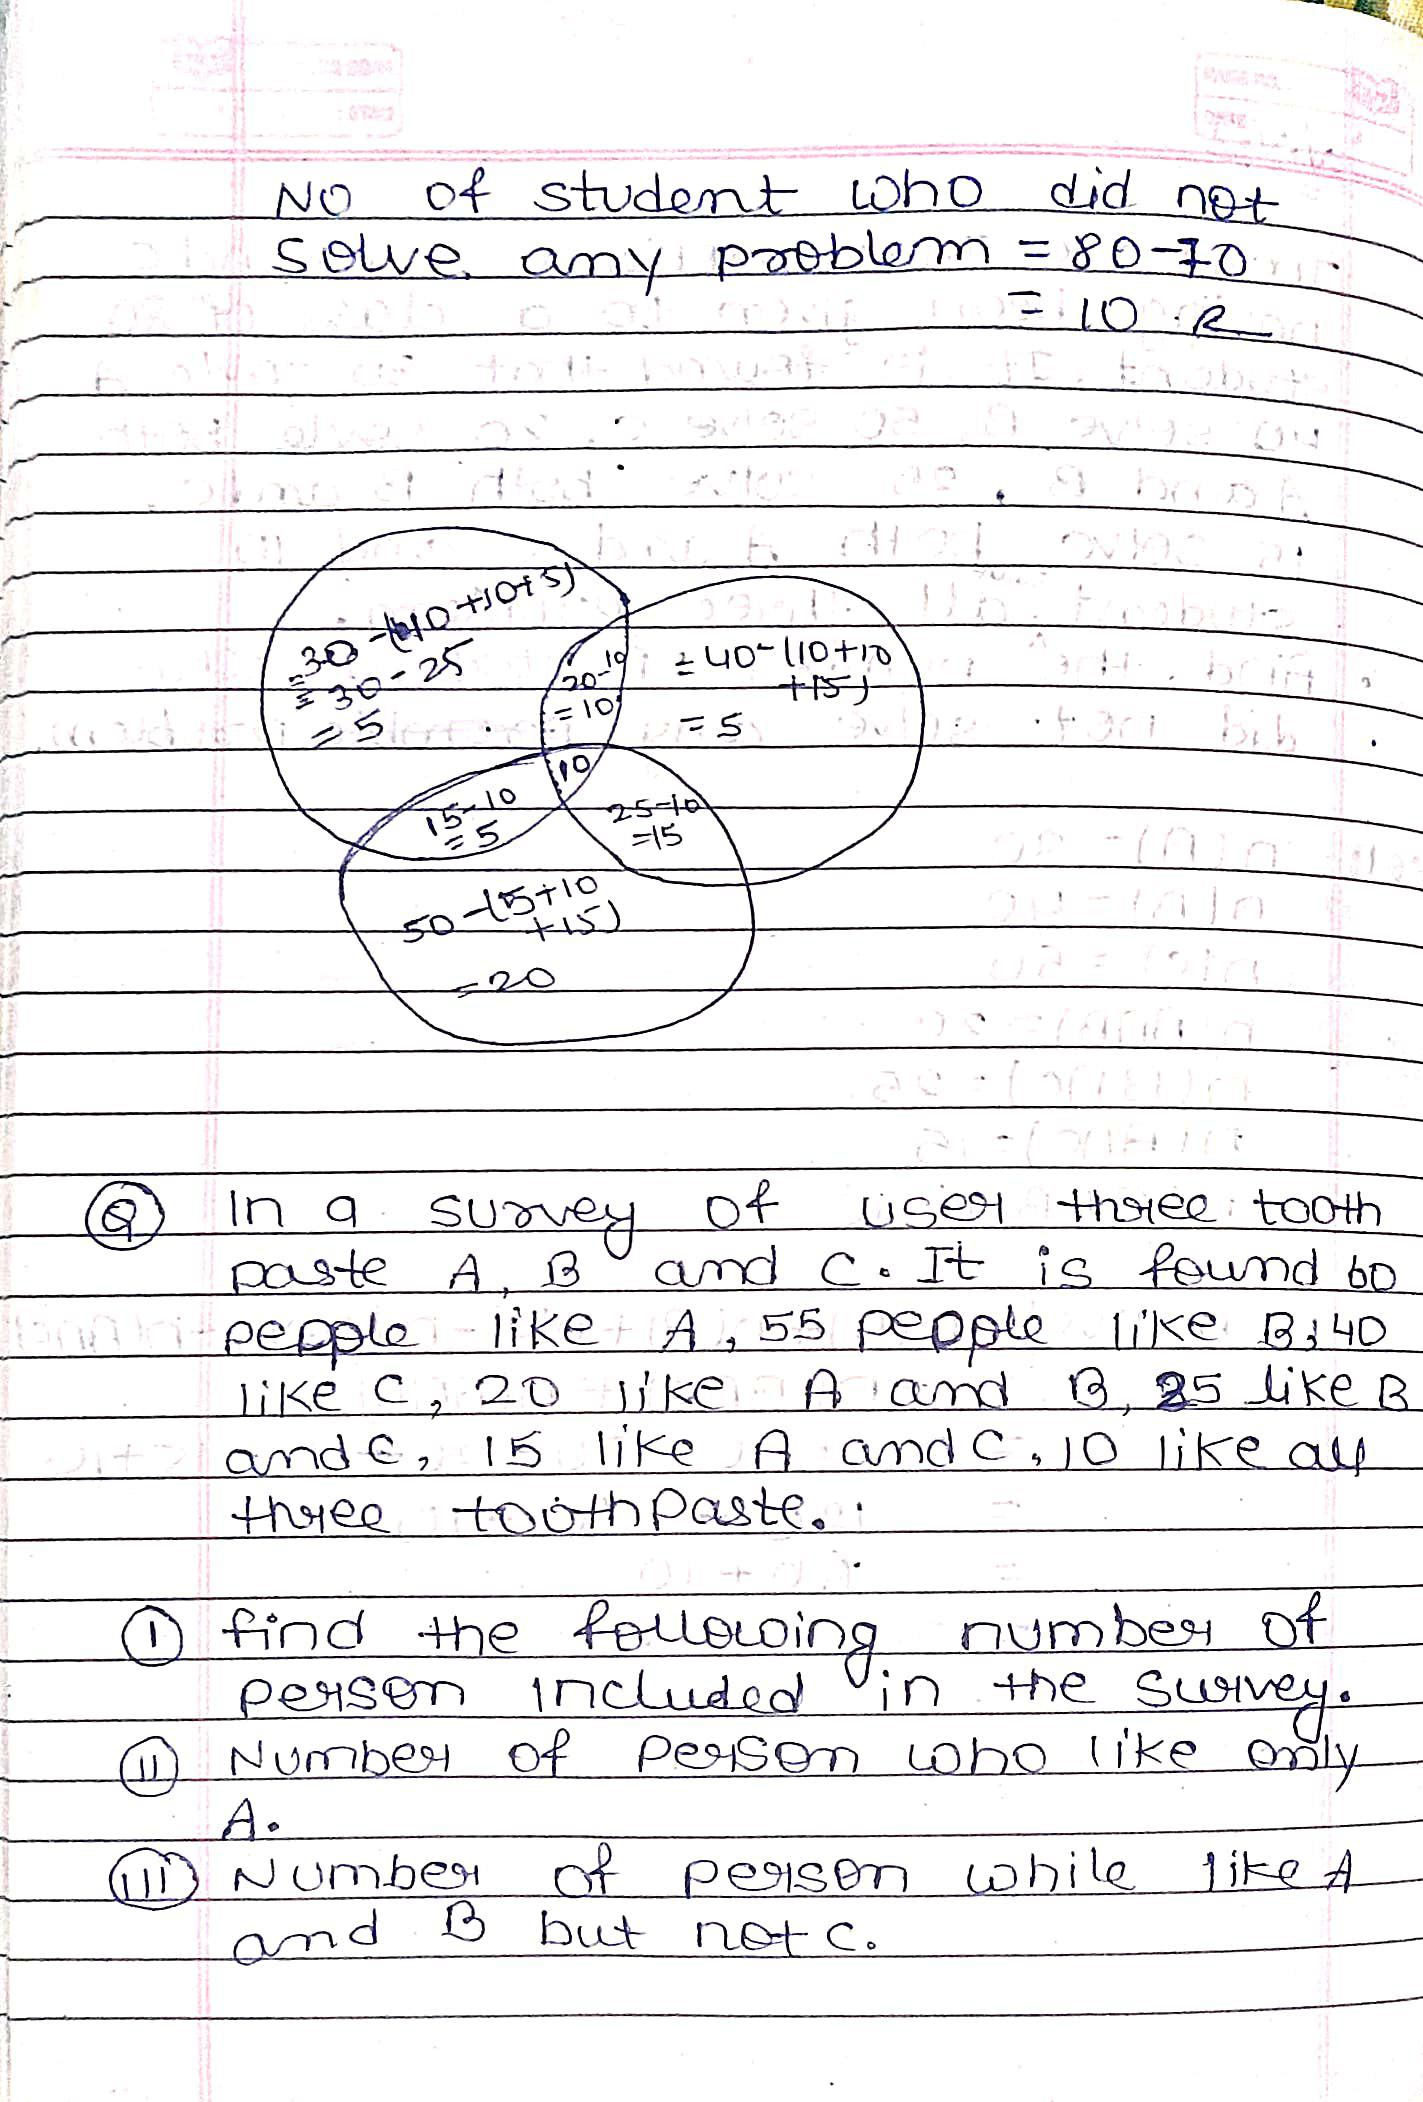 No of student who did not
solve any problem = 80-70
= 10
=30-(10+10+5)
= 30-25
= 5
20-10
= 10
= 40-(10+10
+15)
= 5
10
15-10
= 5
25-10
=15
50-(5+10
+15)
= 20
Q In a survey of user three tooth
paste A, B and C. It is found 60
people like A, 55 people like B, 40
like C, 20 like A and B, 25 like B
and C, 15 like A and C, 10 like all
three toothpaste.
I find the following number of
person included in the survey.
II Number of person who like only
A.
III Number of person while like A
and B but not C.